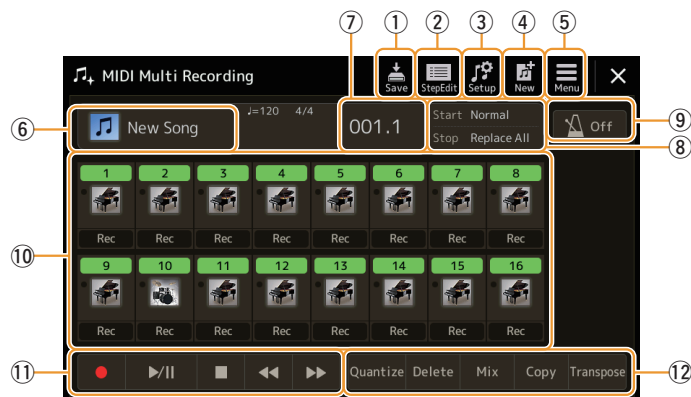 ⑦ ① ② ③ ④ ⑤
MIDI Multi Recording
Save StepEdit Setup New Menu
⑥ New Song
♩=120 4/4
001.1
Start Normal
Stop Replace All
Off ⑨
⑧
1 2 3 4 5 6 7 8
Rec Rec Rec Rec Rec Rec Rec Rec
⑩
9 10 11 12 13 14 15 16
Rec Rec Rec Rec Rec Rec Rec Rec
⑪ Quantize Delete Mix Copy Transpose ⑫